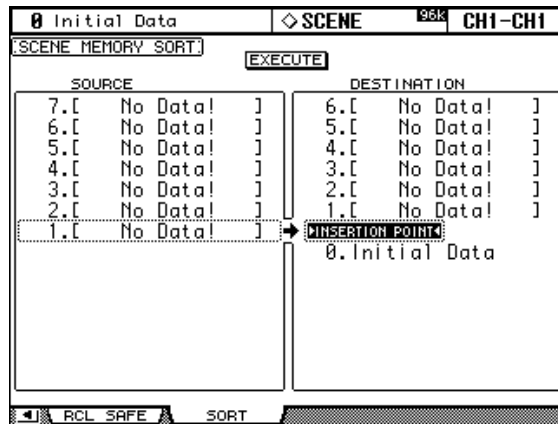 0 Initial Data ◇SCENE 96K CH1-CH1
SCENE MEMORY SORT
EXECUTE
SOURCE
7.[ No Data! ]
6.[ No Data! ]
5.[ No Data! ]
4.[ No Data! ]
3.[ No Data! ]
2.[ No Data! ]
1.[ No Data! ]
DESTINATION
6.[ No Data! ]
5.[ No Data! ]
4.[ No Data! ]
3.[ No Data! ]
2.[ No Data! ]
1.[ No Data! ]
INSERTION POINT
0.Initial Data
RCL SAFE SORT